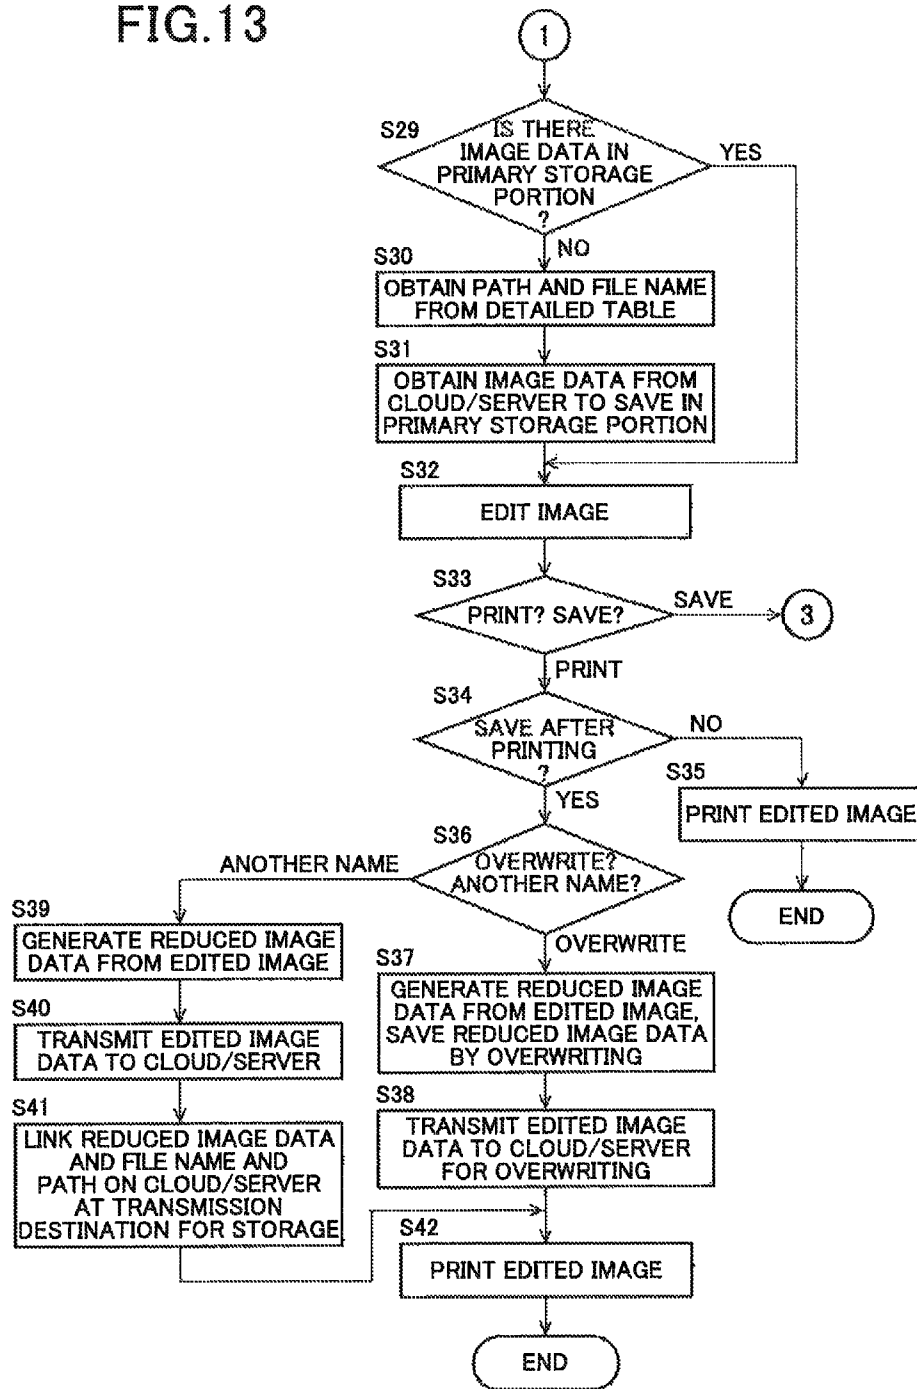 FIG.13
1
S29
IS THERE
IMAGE DATA IN
PRIMARY STORAGE
PORTION
?
YES
NO
S30
OBTAIN PATH AND FILE NAME
FROM DETAILED TABLE
S31
OBTAIN IMAGE DATA FROM
CLOUD/SERVER TO SAVE IN
PRIMARY STORAGE PORTION
S32
EDIT IMAGE
S33
PRINT? SAVE?
SAVE
3
PRINT
S34
SAVE AFTER
PRINTING
?
NO
S35
PRINT EDITED IMAGE
END
YES
S36
OVERWRITE?
ANOTHER NAME?
ANOTHER NAME
S39
GENERATE REDUCED IMAGE
DATA FROM EDITED IMAGE
S40
TRANSMIT EDITED IMAGE
DATA TO CLOUD/SERVER
S41
LINK REDUCED IMAGE DATA
AND FILE NAME AND
PATH ON CLOUD/SERVER
AT TRANSMISSION
DESTINATION FOR STORAGE
OVERWRITE
S37
GENERATE REDUCED IMAGE
DATA FROM EDITED IMAGE,
SAVE REDUCED IMAGE DATA
BY OVERWRITING
S38
TRANSMIT EDITED IMAGE
DATA TO CLOUD/SERVER
FOR OVERWRITING
S42
PRINT EDITED IMAGE
END